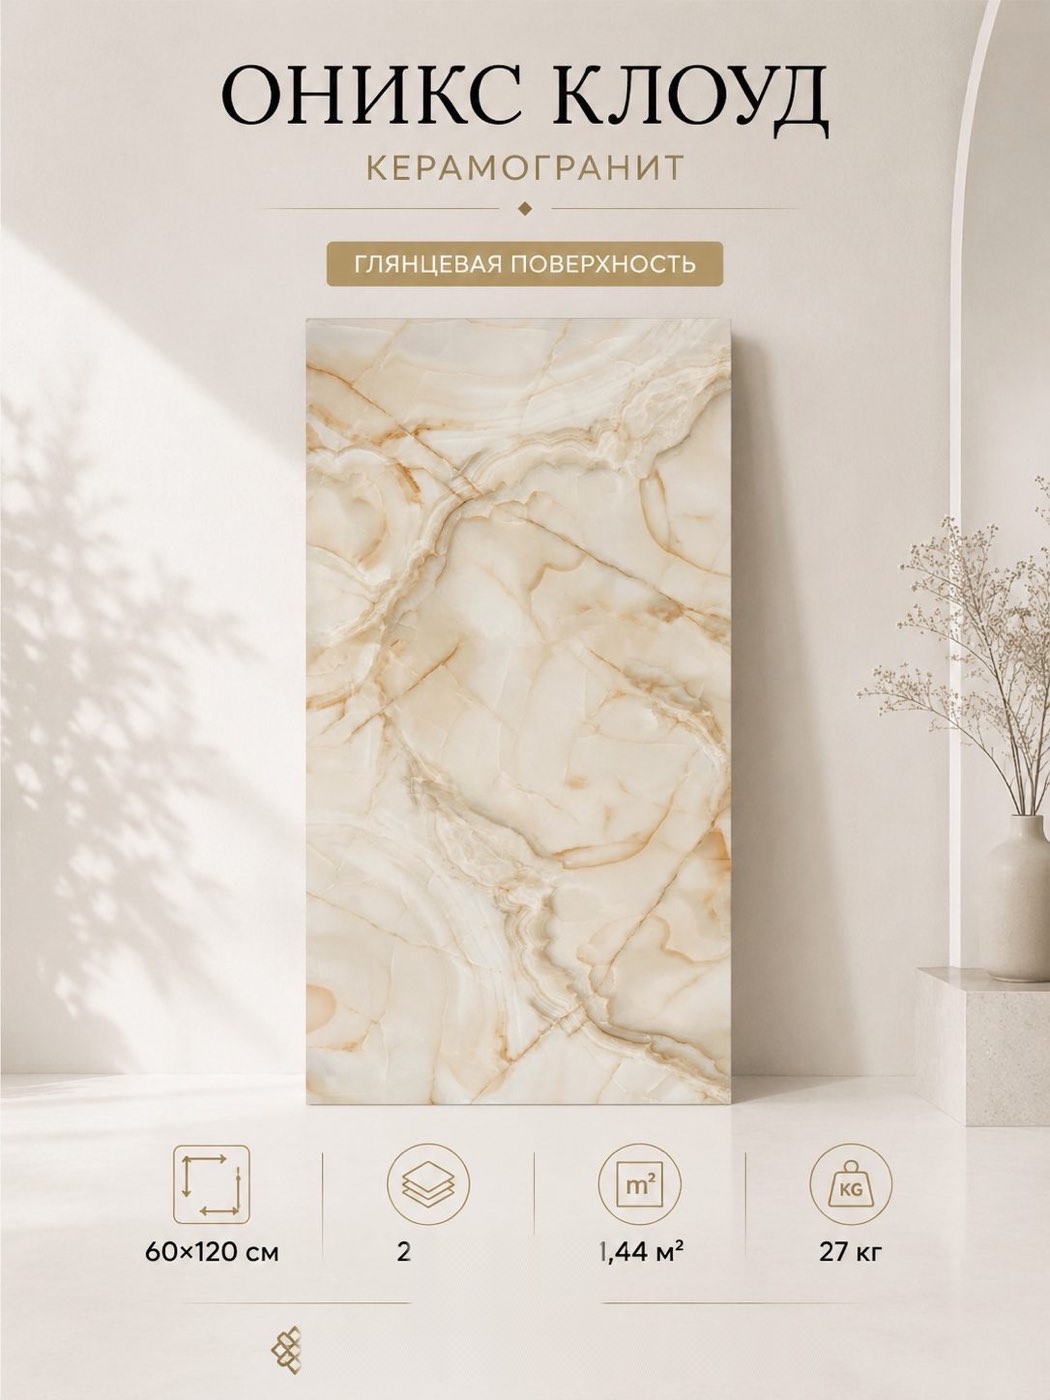 ОНИКС КЛОУД
КЕРАМОГРАНИТ
ГЛЯНЦЕВАЯ ПОВЕРХНОСТЬ
m²
KG
60×120 см
2
1,44 м²
27 кг